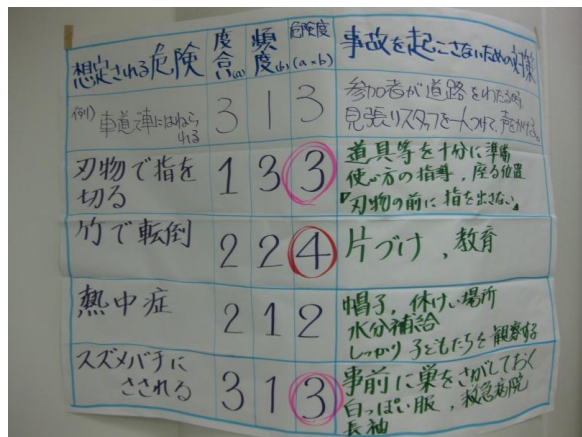 想定される危険 度合(a) 頻度(b) 危険度(a×b) 事故を起こさないための対策
例) 車道で車にはねられる 3 1 3 参加者が道路をわたる時
見張りスタッフを一人つけて、声をかける。
刃物で指を切る 1 3 3 道具等を十分に準備
使い方の指導、座る位置
『刃物の前に指を出さない』
竹で転倒 2 2 4 片づけ、教育
熱中症 2 1 2 帽子、休けい場所
水分補給
しっかり子どもたちを観察する
スズメバチにさされる 3 1 3 事前に巣をさがしておく
白っぽい服、救急病院
長袖